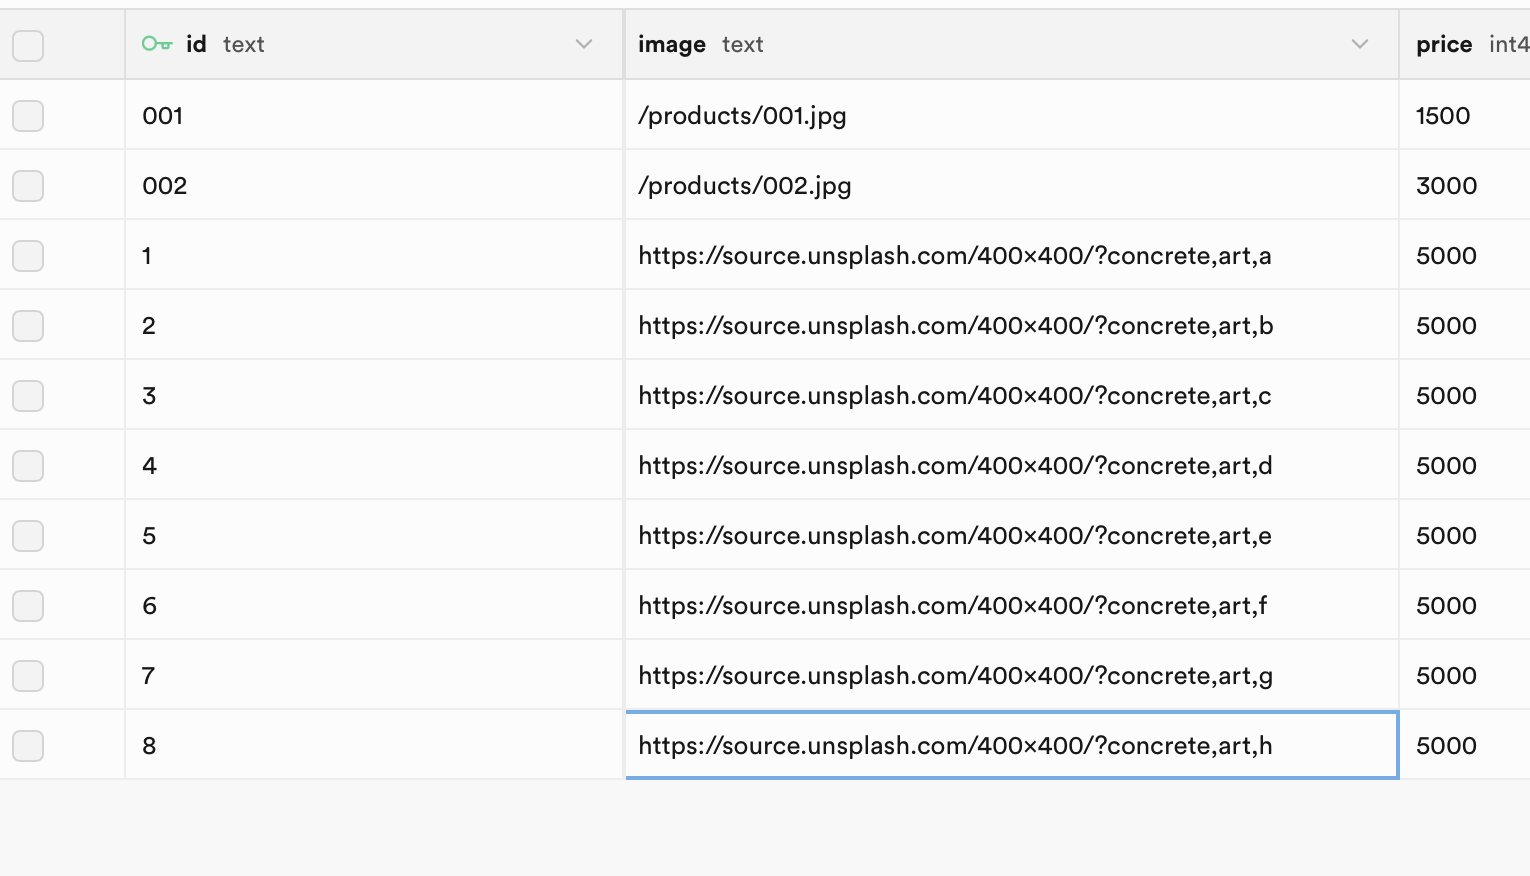 id text image text price int4
001 /products/001.jpg 1500
002 /products/002.jpg 3000
1 https://source.unsplash.com/400x400/?concrete,art,a 5000
2 https://source.unsplash.com/400x400/?concrete,art,b 5000
3 https://source.unsplash.com/400x400/?concrete,art,c 5000
4 https://source.unsplash.com/400x400/?concrete,art,d 5000
5 https://source.unsplash.com/400x400/?concrete,art,e 5000
6 https://source.unsplash.com/400x400/?concrete,art,f 5000
7 https://source.unsplash.com/400x400/?concrete,art,g 5000
8 https://source.unsplash.com/400x400/?concrete,art,h 5000